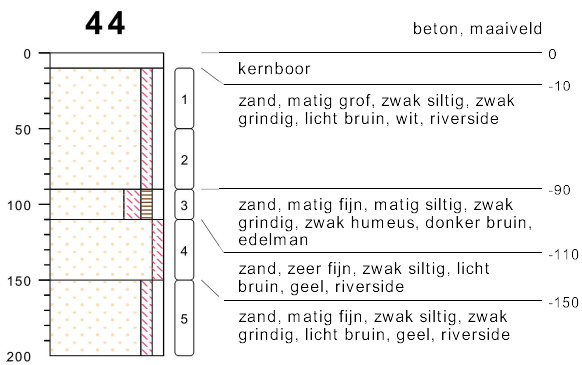 44
beton, maaiveld
0
0
kernboor
-10
zand, matig grof, zwak siltig, zwak
grindig, licht bruin, wit, riverside
1
50
2
-90
100
3
zand, matig fijn, matig siltig, zwak
grindig, zwak humeus, donker bruin,
edelman
-110
4
zand, zeer fijn, zwak siltig, licht
bruin, geel, riverside
150
-150
5
zand, matig fijn, zwak siltig, zwak
grindig, licht bruin, geel, riverside
200